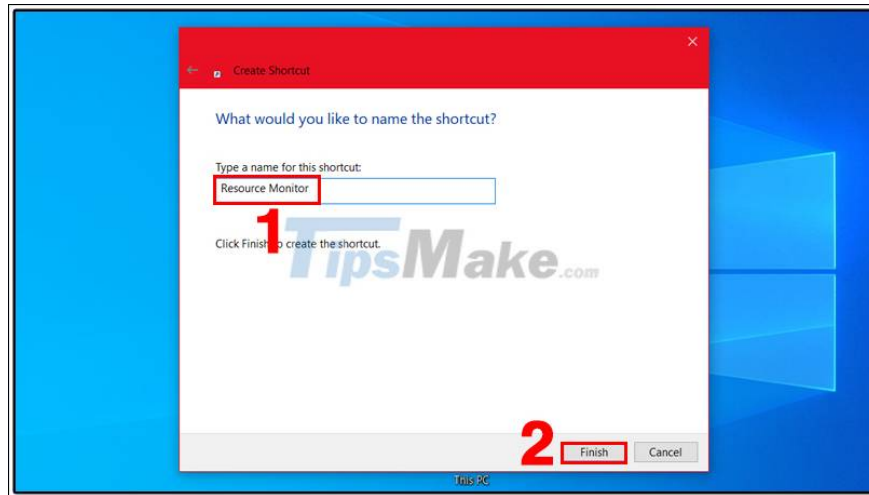 Create Shortcut
What would you like to name the shortcut?
Type a name for this shortcut:
Resource Monitor
1
Click Finish to create the shortcut.
TipsMake.com
2
Finish
Cancel
This PC